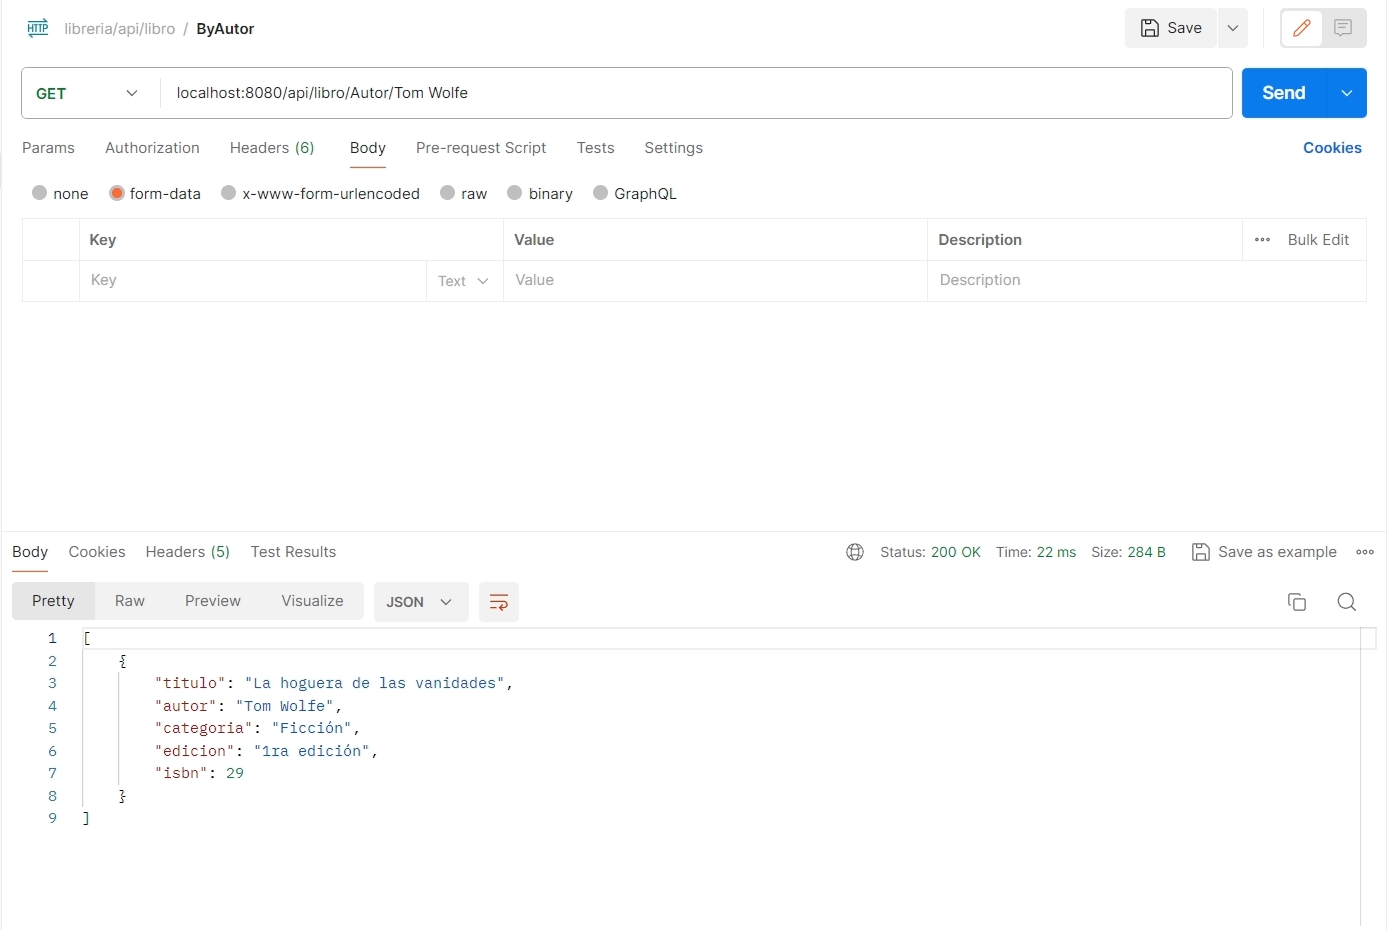 HTTP libreria/api/libro / ByAutor Save
GET localhost:8080/api/libro/Autor/Tom Wolfe Send
Params Authorization Headers (6) Body Pre-request Script Tests Settings Cookies
none form-data x-www-form-urlencoded raw binary GraphQL
Key Value Description Bulk Edit
Key Text Value Description
Body Cookies Headers (5) Test Results Status: 200 OK Time: 22 ms Size: 284 B Save as example
Pretty Raw Preview Visualize JSON
1 [
2 {
3 "titulo": "La hoguera de las vanidades",
4 "autor": "Tom Wolfe",
5 "categoria": "Ficción",
6 "edicion": "1ra edición",
7 "isbn": 29
8 }
9 ]